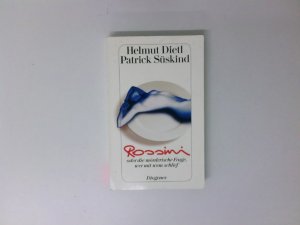 Helmut Dietl
Patrick Süskind
Rossini
oder die mörderische Frage,
wer mit wem schlief
Diogenes